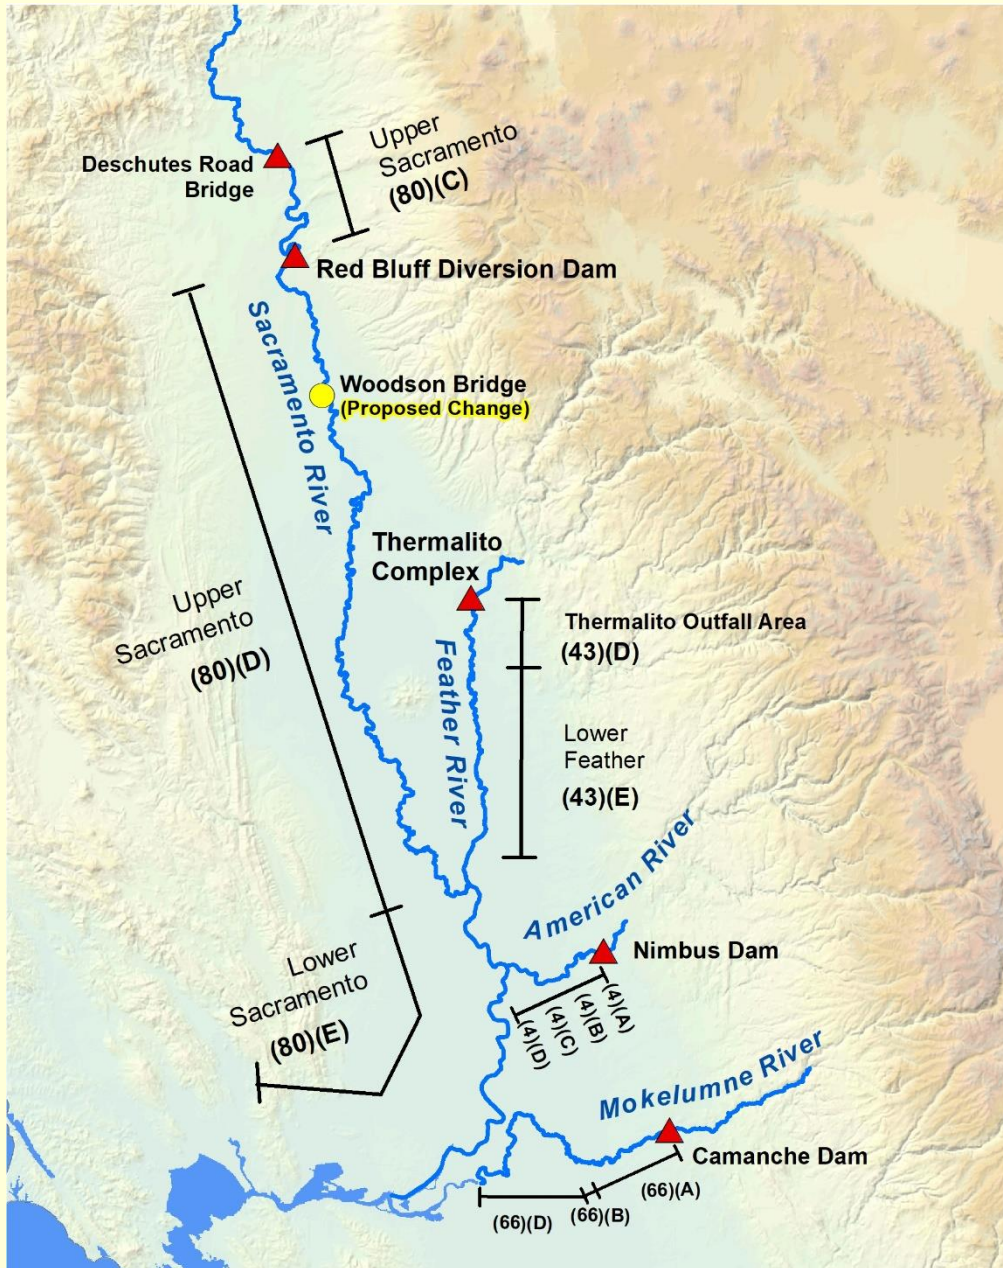 Deschutes Road
Bridge
Upper
Sacramento
(80)(C)
Red Bluff Diversion Dam
Sacramento River
Woodson Bridge
(Proposed Change)
Thermalito
Complex
Thermalito Outfall Area
(43)(D)
Upper
Sacramento
(80)(D)
Feather River
Lower
Feather
(43)(E)
American River
Nimbus Dam
Lower
Sacramento
(80)(E)
(4)(A)
(4)(B)
(4)(C)
(4)(D)
Mokelumne River
Camanche Dam
(66)(A)
(66)(B)
(66)(D)